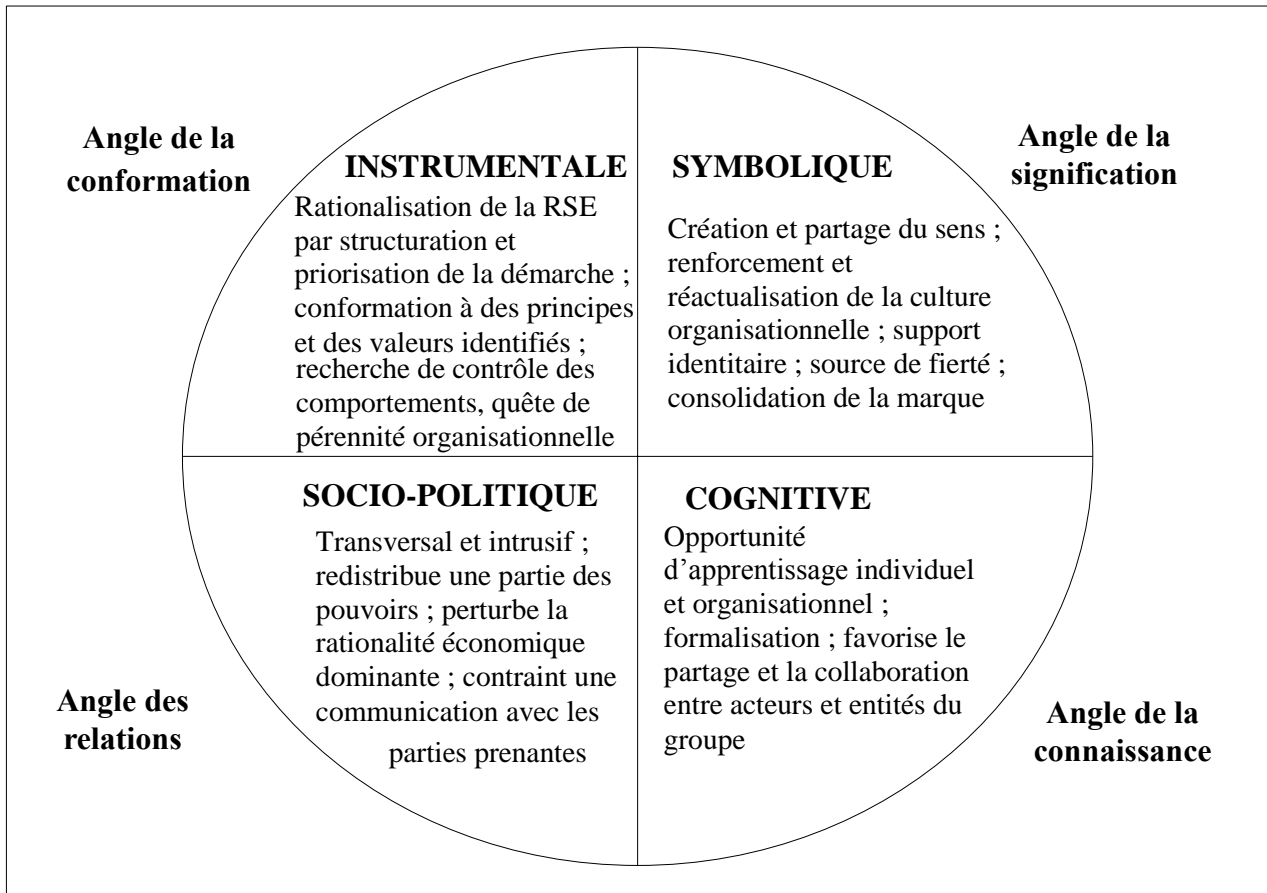 Angle de la
conformation
INSTRUMENTALE
Rationalisation de la RSE
par structuration et
priorisation de la démarche ;
conformation à des principes
et des valeurs identifiés ;
recherche de contrôle des
comportements, quête de
pérennité organisationnelle
SYMBOLIQUE
Création et partage du sens ;
renforcement et
réactualisation de la culture
organisationnelle ; support
identitaire ; source de fierté ;
consolidation de la marque
Angle de la
signification
Angle des
relations
SOCIO-POLITIQUE
Transversal et intrusif ;
redistribue une partie des
pouvoirs ; perturbe la
rationalité économique
dominante ; contraint une
communication avec les
parties prenantes
COGNITIVE
Opportunité
d’apprentissage individuel
et organisationnel ;
formalisation ; favorise le
partage et la collaboration
entre acteurs et entités du
groupe
Angle de la
connaissance